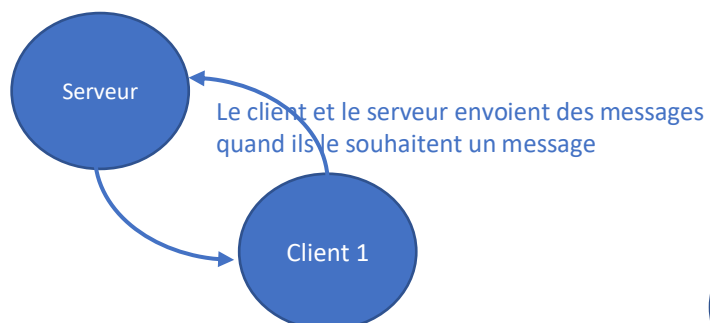 Serveur
Le client et le serveur envoient des messages
quand ils le souhaitent un message
Client 1